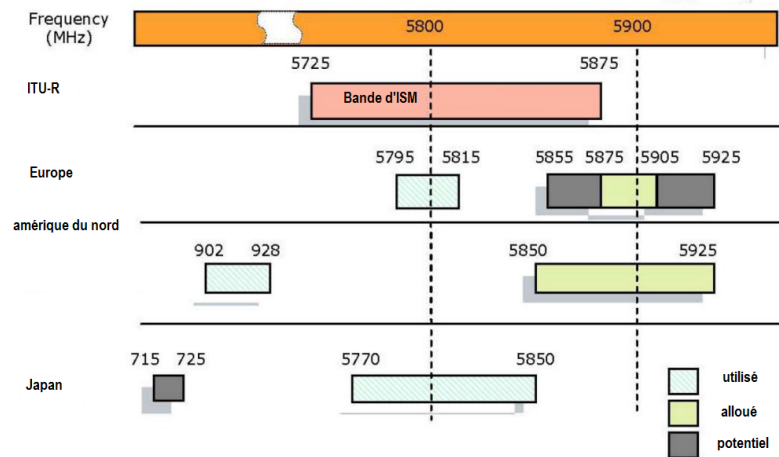 Frequency
(MHz)
5800 5900
5725 5875
ITU-R
Bande d'ISM
5795 5815 5855 5875 5905 5925
Europe
amérique du nord
902 928 5850 5925
715 725 5770 5850
Japan
utilisé
alloué
potentiel